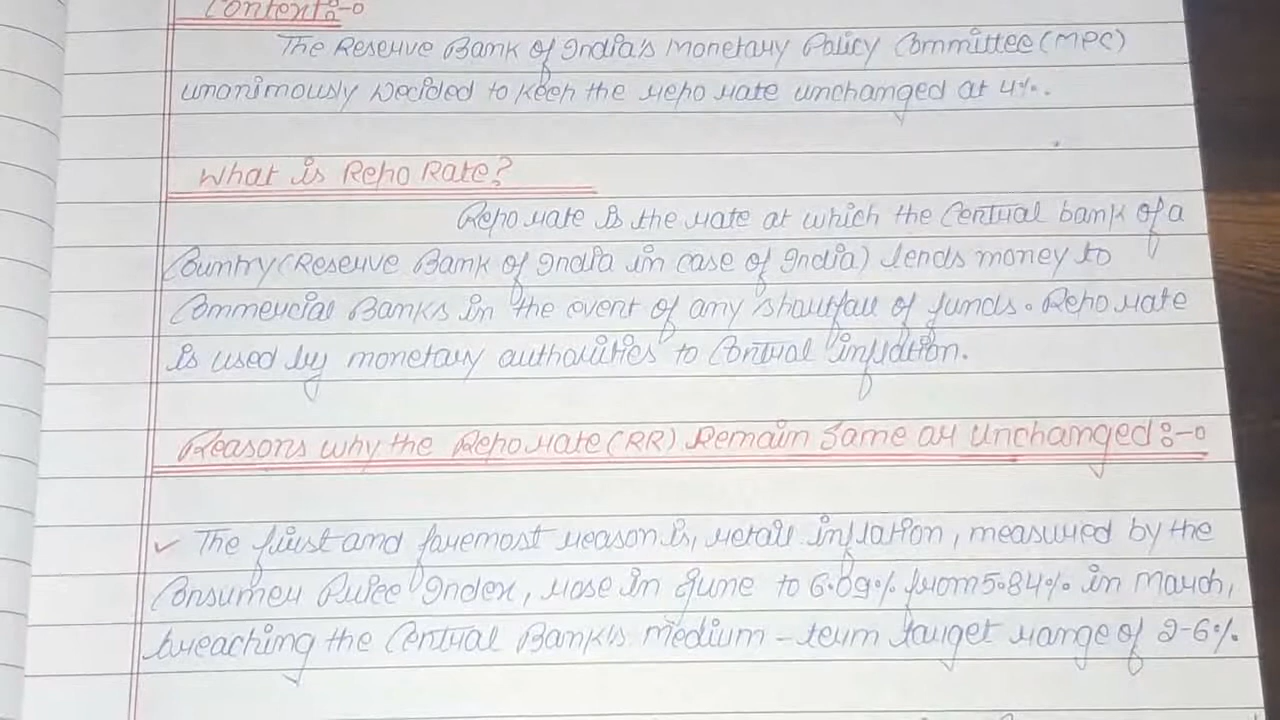 Context:-
The Reserve Bank of India's Monetary Policy Committee (MPC)
unanimously decided to keep the repo rate unchanged at 4%.
What is Repo Rate?
Repo rate is the rate at which the Central bank of a
Country (Reserve Bank of India in case of India) lends money to
Commercial Banks in the event of any shortfall of funds. Repo rate
is used by monetary authorities to Control inflation.
Reasons why the Repo rate (RR) Remain Same or Unchanged:-
✓ The first and foremost reason is, retail inflation, measured by the
Consumer Price Index, rose in June to 6.09% from 5.84% in March,
breaching the Central Bank's medium-term target range of 2-6%.